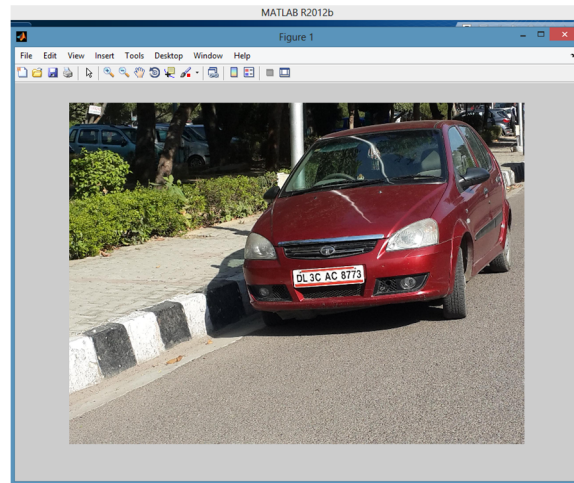 MATLAB R2012b
Figure 1
File Edit View Insert Tools Desktop Window Help
DL 3C AC 8773